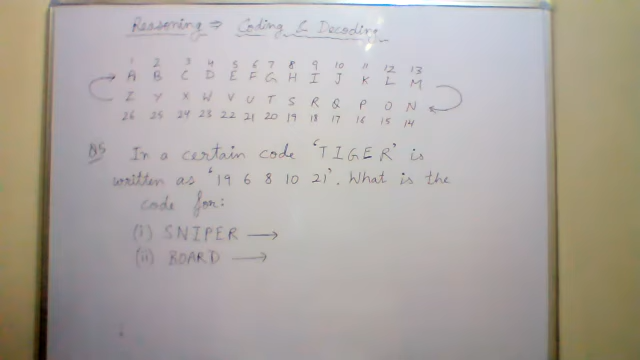 Reasoning ⇒ Coding & Decoding
1 2 3 4 5 6 7 8 9 10 11 12 13
A B C D E F G H I J K L M
Z Y X W V U T S R Q P O N
26 25 24 23 22 21 20 19 18 17 16 15 14
Q5 In a certain code 'TIGER' is
written as '19 6 8 10 21'. What is the
code for:
(i) SNIPER →
(ii) BOARD →